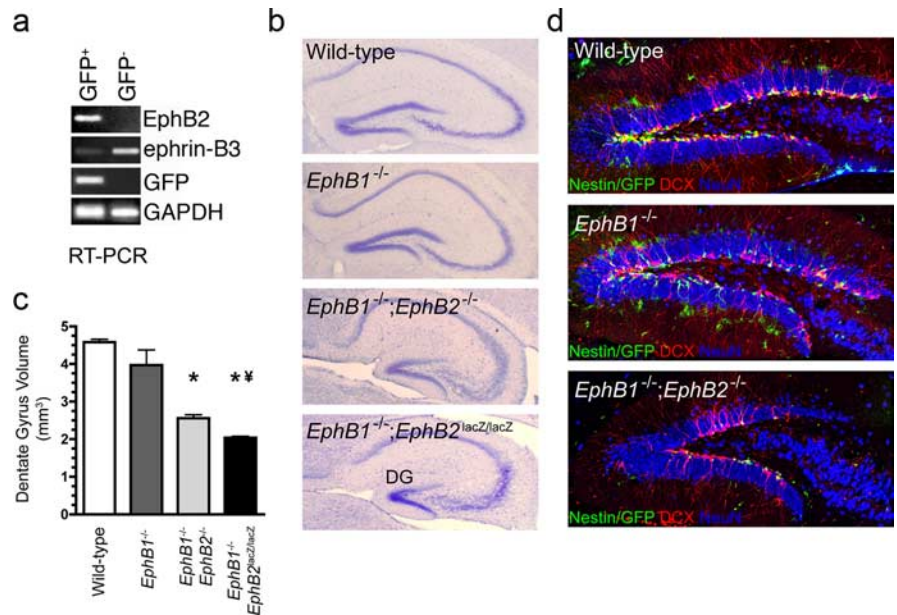 a
GFP+
GFP-
EphB2
ephrin-B3
GFP
GAPDH
RT-PCR
b
Wild-type
EphB1-/-
EphB1-/-;EphB2-/-
EphB1-/-;EphB2lacZ/lacZ
DG
c
Dentate Gyrus Volume
(mm3)
5
4
3
2
1
0
*
*¥
Wild-type
EphB1-/-
EphB1-/-
EphB2-/-
EphB1-/-
EphB2lacZ/lacZ
d
Wild-type
Nestin/GFP DCX NeuN
EphB1-/-
Nestin/GFP DCX NeuN
EphB1-/-;EphB2-/-
Nestin/GFP DCX NeuN